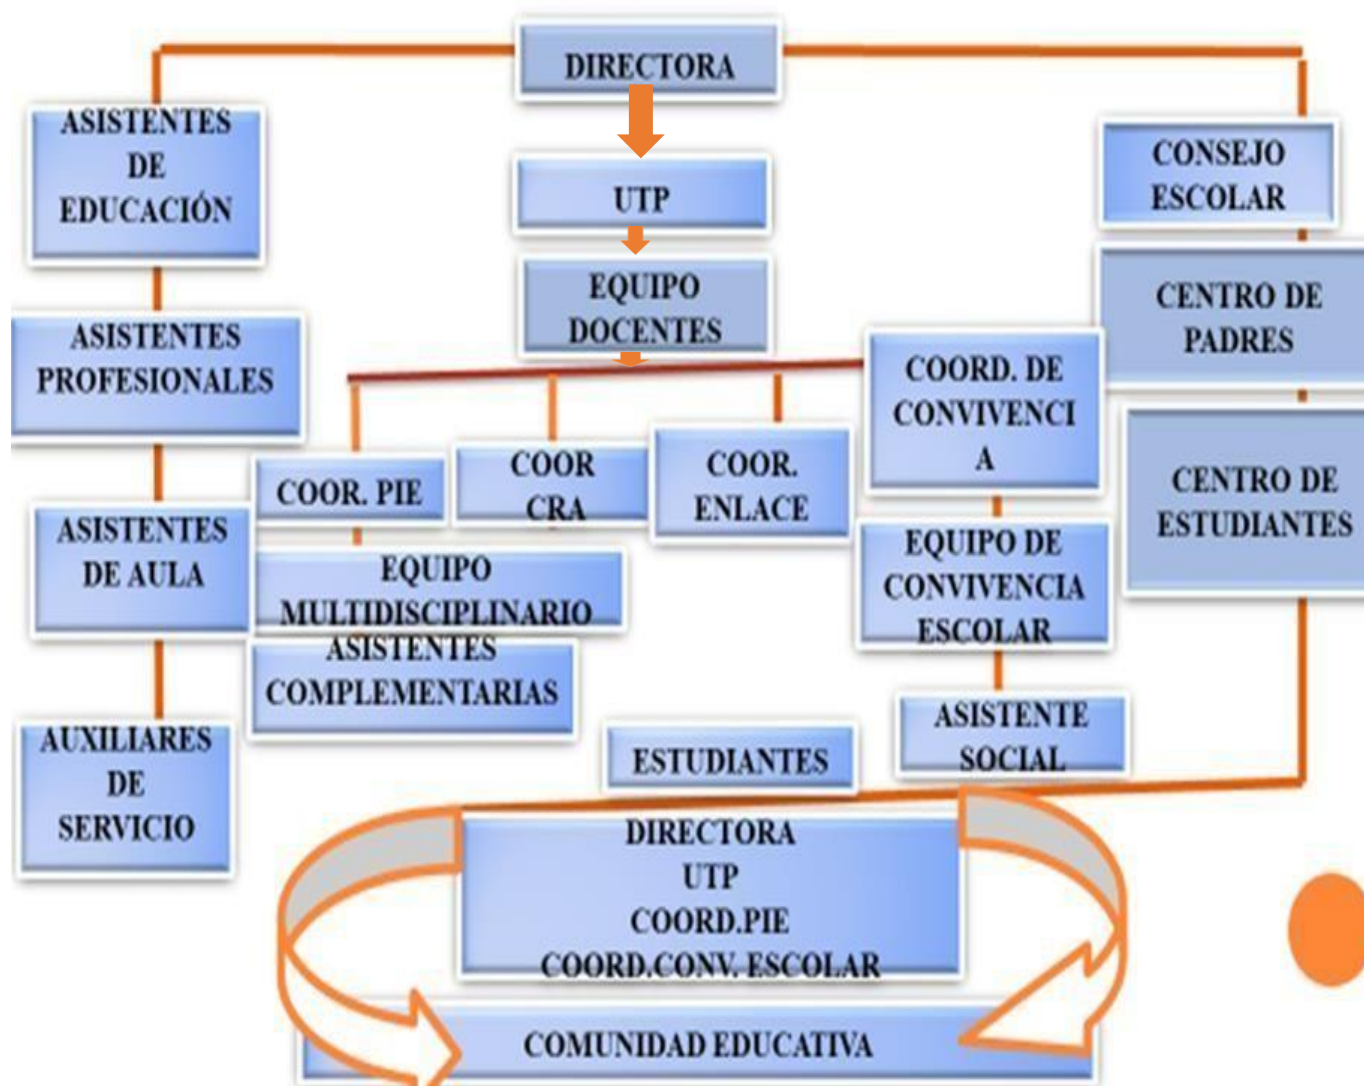 DIRECTORA
ASISTENTES
DE
EDUCACIÓN
UTP
CONSEJO
ESCOLAR
EQUIPO
DOCENTES
CENTRO DE
PADRES
ASISTENTES
PROFESIONALES
COORD. DE
CONVIVENCI
A
COOR. PIE
COOR
CRA
COOR.
ENLACE
CENTRO DE
ESTUDIANTES
ASISTENTES
DE AULA
EQUIPO
MULTIDISCIPLINARIO
EQUIPO DE
CONVIVENCIA
ESCOLAR
ASISTENTES
COMPLEMENTARIAS
AUXILIARES
DE
SERVICIO
ASISTENTE
SOCIAL
ESTUDIANTES
DIRECTORA
UTP
COORD.PIE
COORD.CONV. ESCOLAR
COMUNIDAD EDUCATIVA